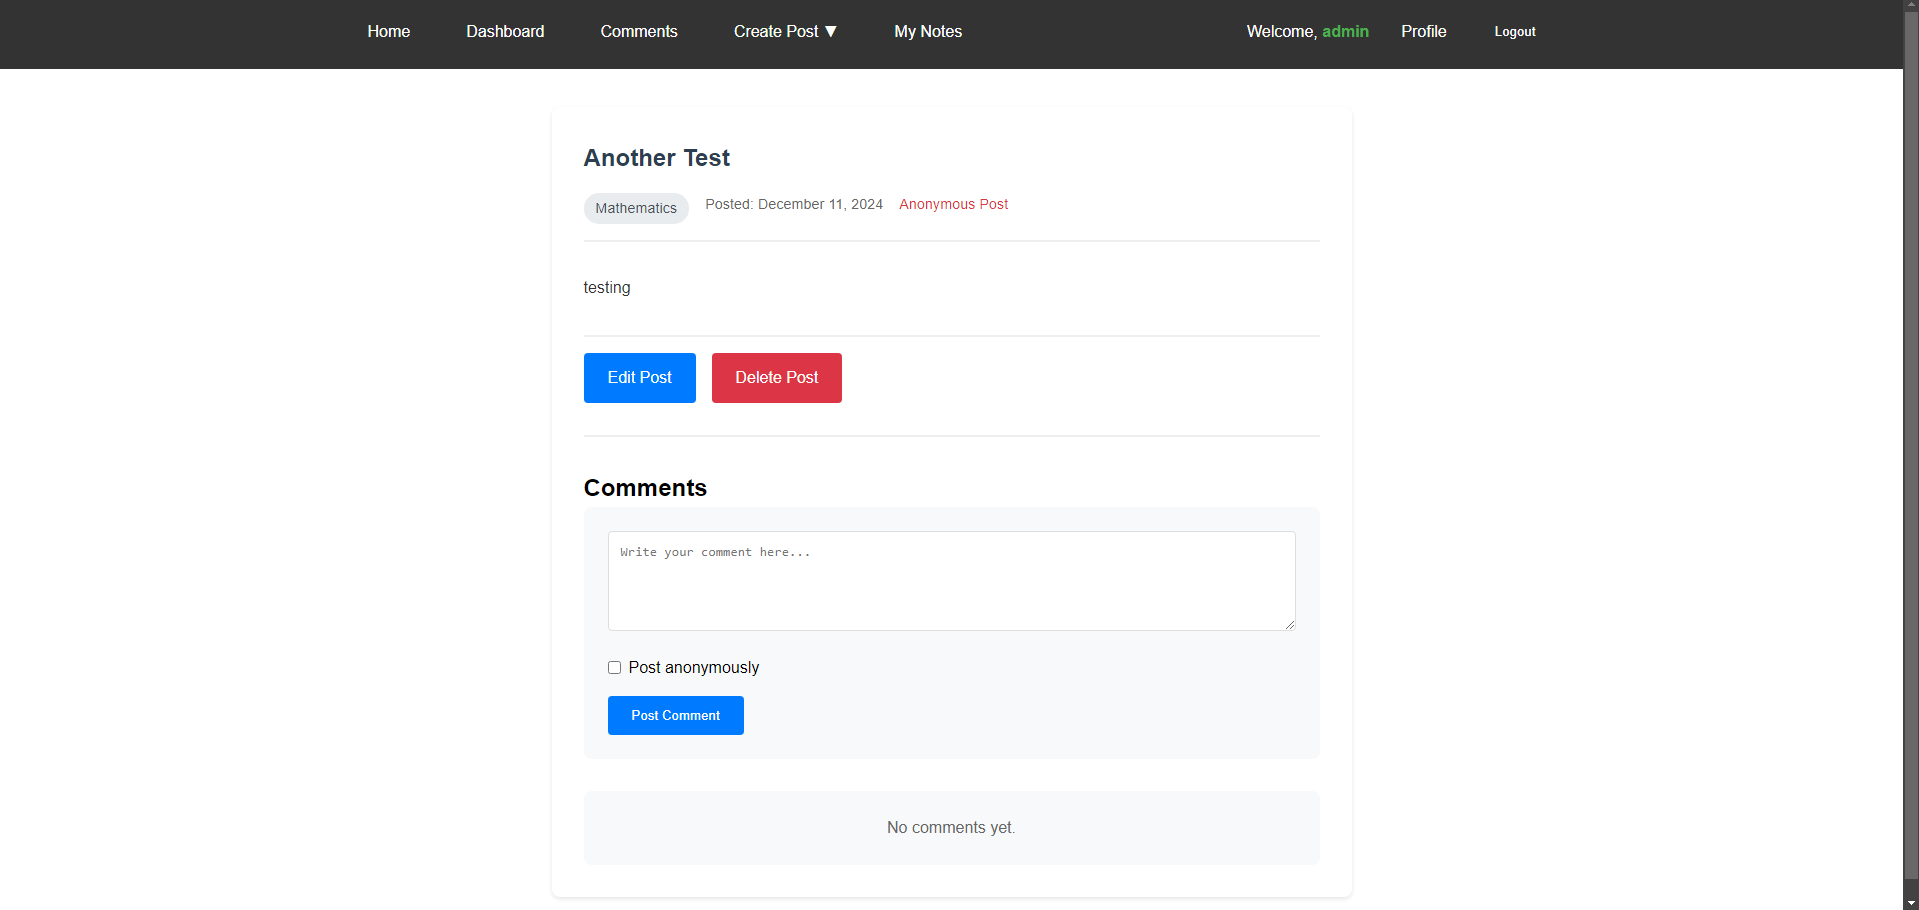 Home Dashboard Comments Create Post ▼ My Notes Welcome, admin Profile Logout
Another Test
Mathematics Posted: December 11, 2024 Anonymous Post
testing
Edit Post Delete Post
Comments
Write your comment here...
Post anonymously
Post Comment
No comments yet.